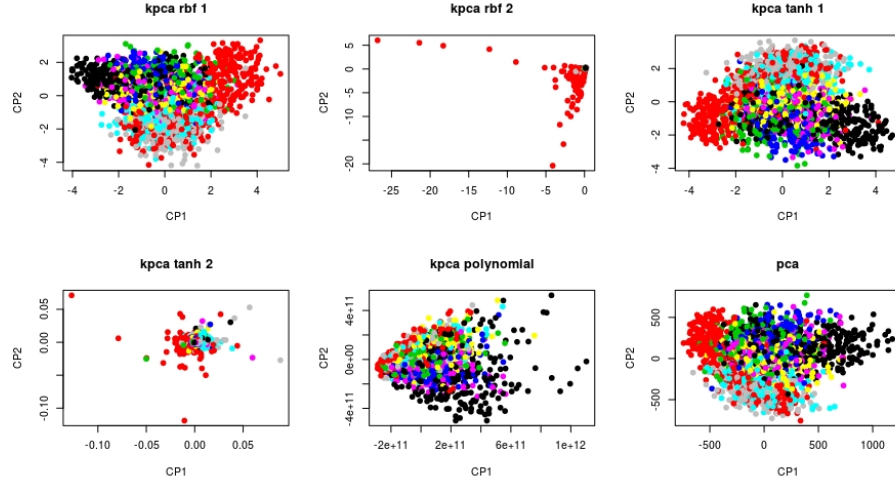 kpca rbf 1
CP2
2
0
-2
-4
-4 -2 0 2 4
CP1
kpca rbf 2
CP2
5
0
-5
-10
-15
-20
-25 -20 -15 -10 -5 0
CP1
kpca tanh 1
CP2
2
0
-2
-4
-4 -2 0 2 4
CP1
kpca tanh 2
CP2
0.05
0.00
-0.10
-0.10 -0.05 0.00 0.05
CP1
kpca polynomial
CP2
4e+11
0e+00
-4e+11
-2e+11 2e+11 6e+11 1e+12
CP1
pca
CP2
500
0
-500
-500 0 500 1000
CP1